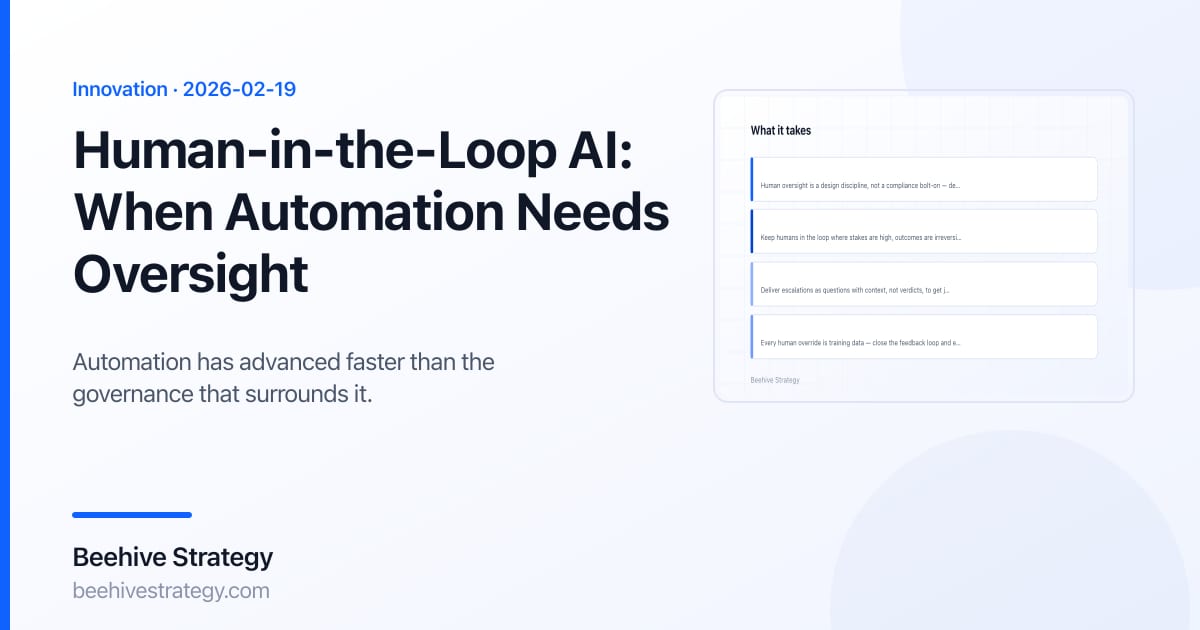 Innovation · 2026-02-19
Human-in-the-Loop AI:
When Automation Needs
Oversight
Automation has advanced faster than the
governance that surrounds it.
Beehive Strategy
beehivestrategy.com
What it takes
Human oversight is a design discipline, not a compliance bolt-on — de...
Keep humans in the loop where stakes are high, outcomes are irreversi...
Deliver escalations as questions with context, not verdicts, to get j...
Every human override is training data — close the feedback loop and e...
Beehive Strategy